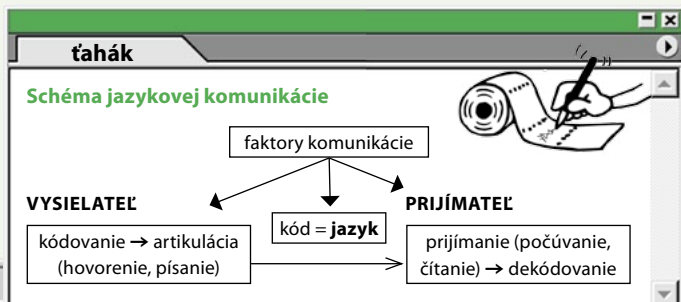 ťahák
Schéma jazykovej komunikácie
faktory komunikácie
VYSIELATEĽ
PRIJÍMATEĽ
kód = jazyk
kódovanie → artikulácia
(hovorenie, písanie)
prijímanie (počúvanie,
čítanie) → dekódovanie